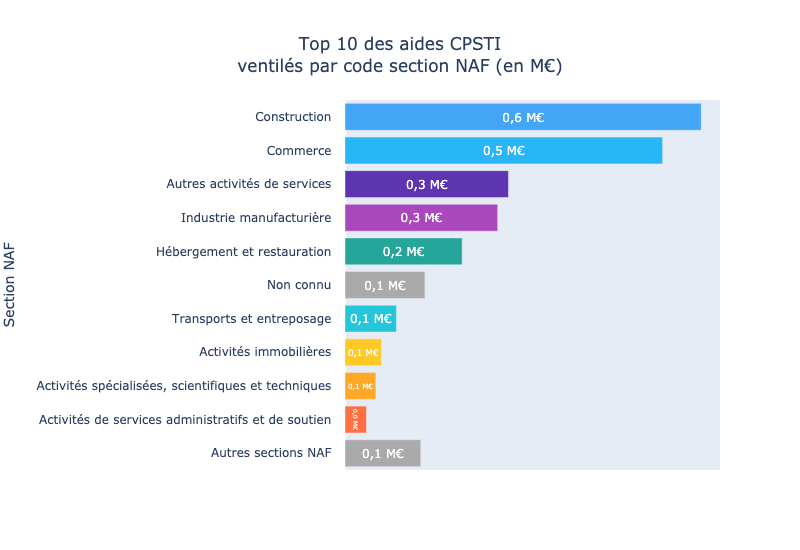 Top 10 des aides CPSTI
ventilés par code section NAF (en M€)
Section NAF
Construction
0,6 M€
Commerce
0,5 M€
Autres activités de services
0,3 M€
Industrie manufacturière
0,3 M€
Hébergement et restauration
0,2 M€
Non connu
0,1 M€
Transports et entreposage
0,1 M€
Activités immobilières
0,1 M€
Activités spécialisées, scientifiques et techniques
0,1 M€
Activités de services administratifs et de soutien
0,0 M€
Autres sections NAF
0,1 M€